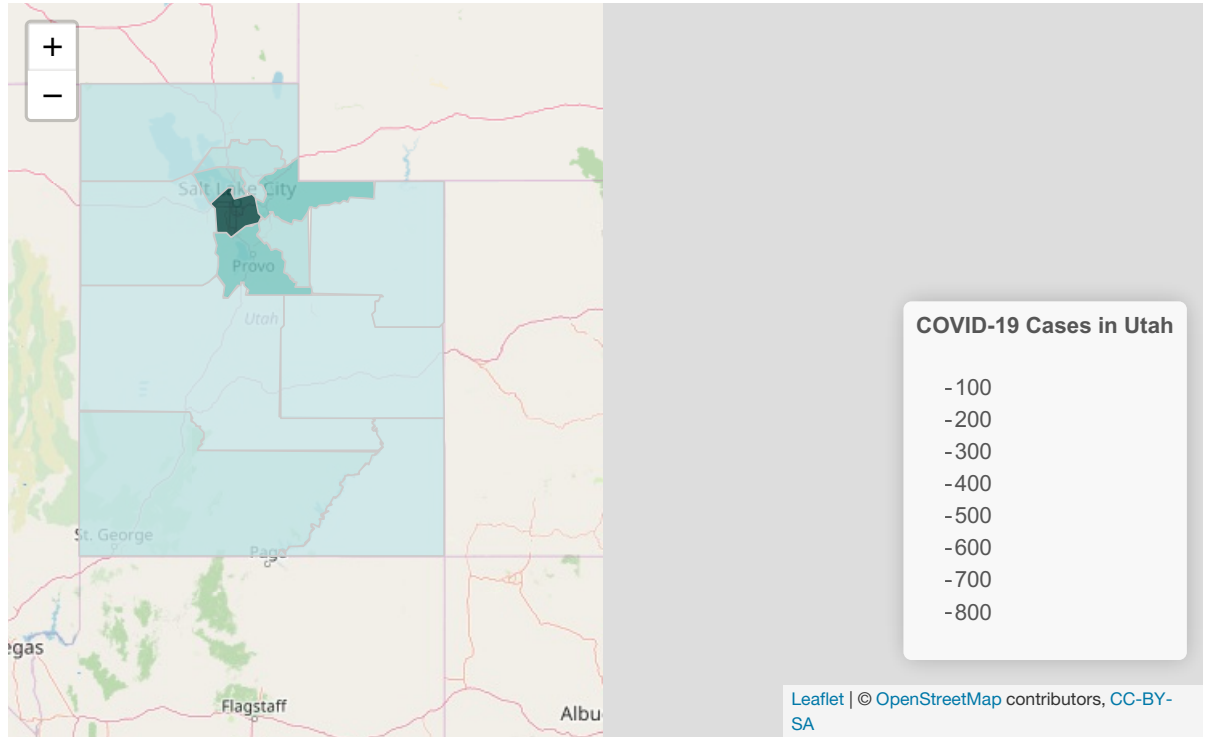 +
−
Salt Lake City
Provo
Utah
St. George
Page
egas
Flagstaff
Albu
COVID-19 Cases in Utah
-100
-200
-300
-400
-500
-600
-700
-800
Leaflet | © OpenStreetMap contributors, CC-BY-
SA